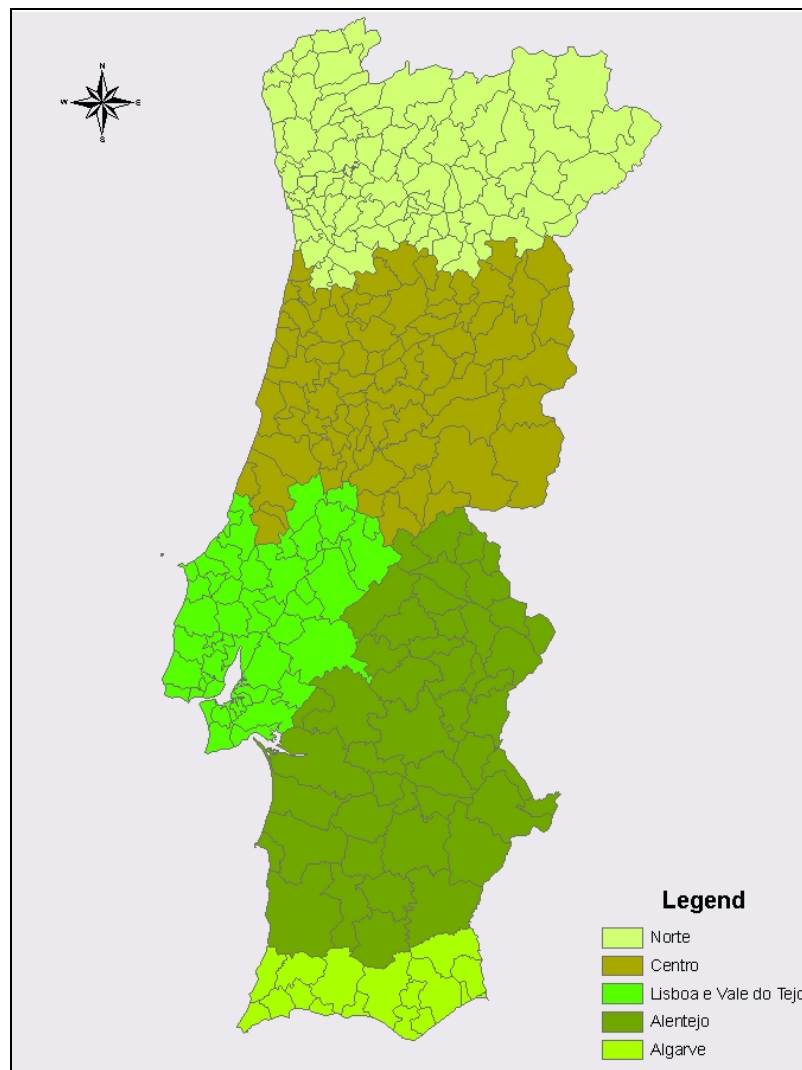 N
W E
S
Legend
Norte
Centro
Lisboa e Vale do Tejo
Alentejo
Algarve